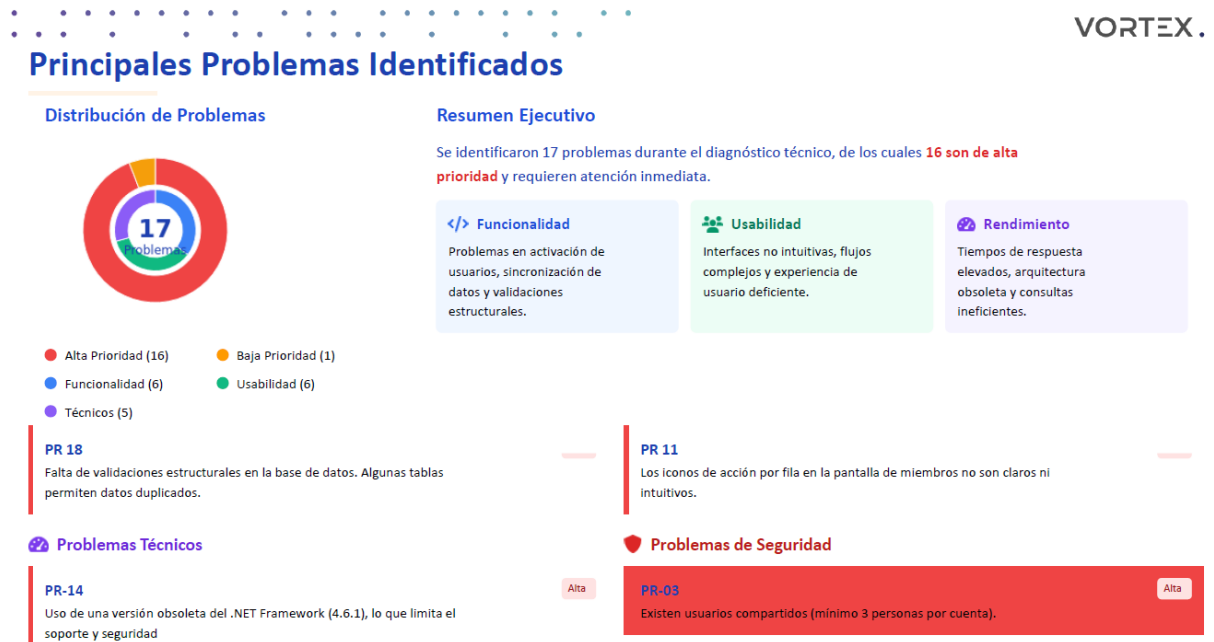 VORTEX.
Principales Problemas Identificados
Distribución de Problemas
17
Problemas
Alta Prioridad (16)
Baja Prioridad (1)
Funcionalidad (6)
Usabilidad (6)
Técnicos (5)
Resumen Ejecutivo
Se identificaron 17 problemas durante el diagnóstico técnico, de los cuales 16 son de alta
prioridad y requieren atención inmediata.
</> Funcionalidad
Problemas en activación de
usuarios, sincronización de
datos y validaciones
estructurales.
Usabilidad
Interfaces no intuitivas, flujos
complejos y experiencia de
usuario deficiente.
Rendimiento
Tiempos de respuesta
elevados, arquitectura
obsoleta y consultas
ineficientes.
PR 18
Falta de validaciones estructurales en la base de datos. Algunas tablas
permiten datos duplicados.
PR 11
Los iconos de acción por fila en la pantalla de miembros no son claros ni
intuitivos.
Problemas Técnicos
PR-14
Alta
Uso de una versión obsoleta del .NET Framework (4.6.1), lo que limita el
soporte y seguridad
Problemas de Seguridad
PR-03
Alta
Existen usuarios compartidos (mínimo 3 personas por cuenta).